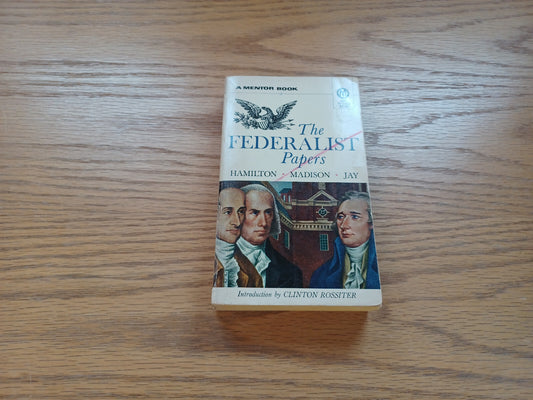 A MENTOR BOOK
The
FEDERALIST
Papers
HAMILTON · MADISON · JAY
Introduction by CLINTON ROSSITER